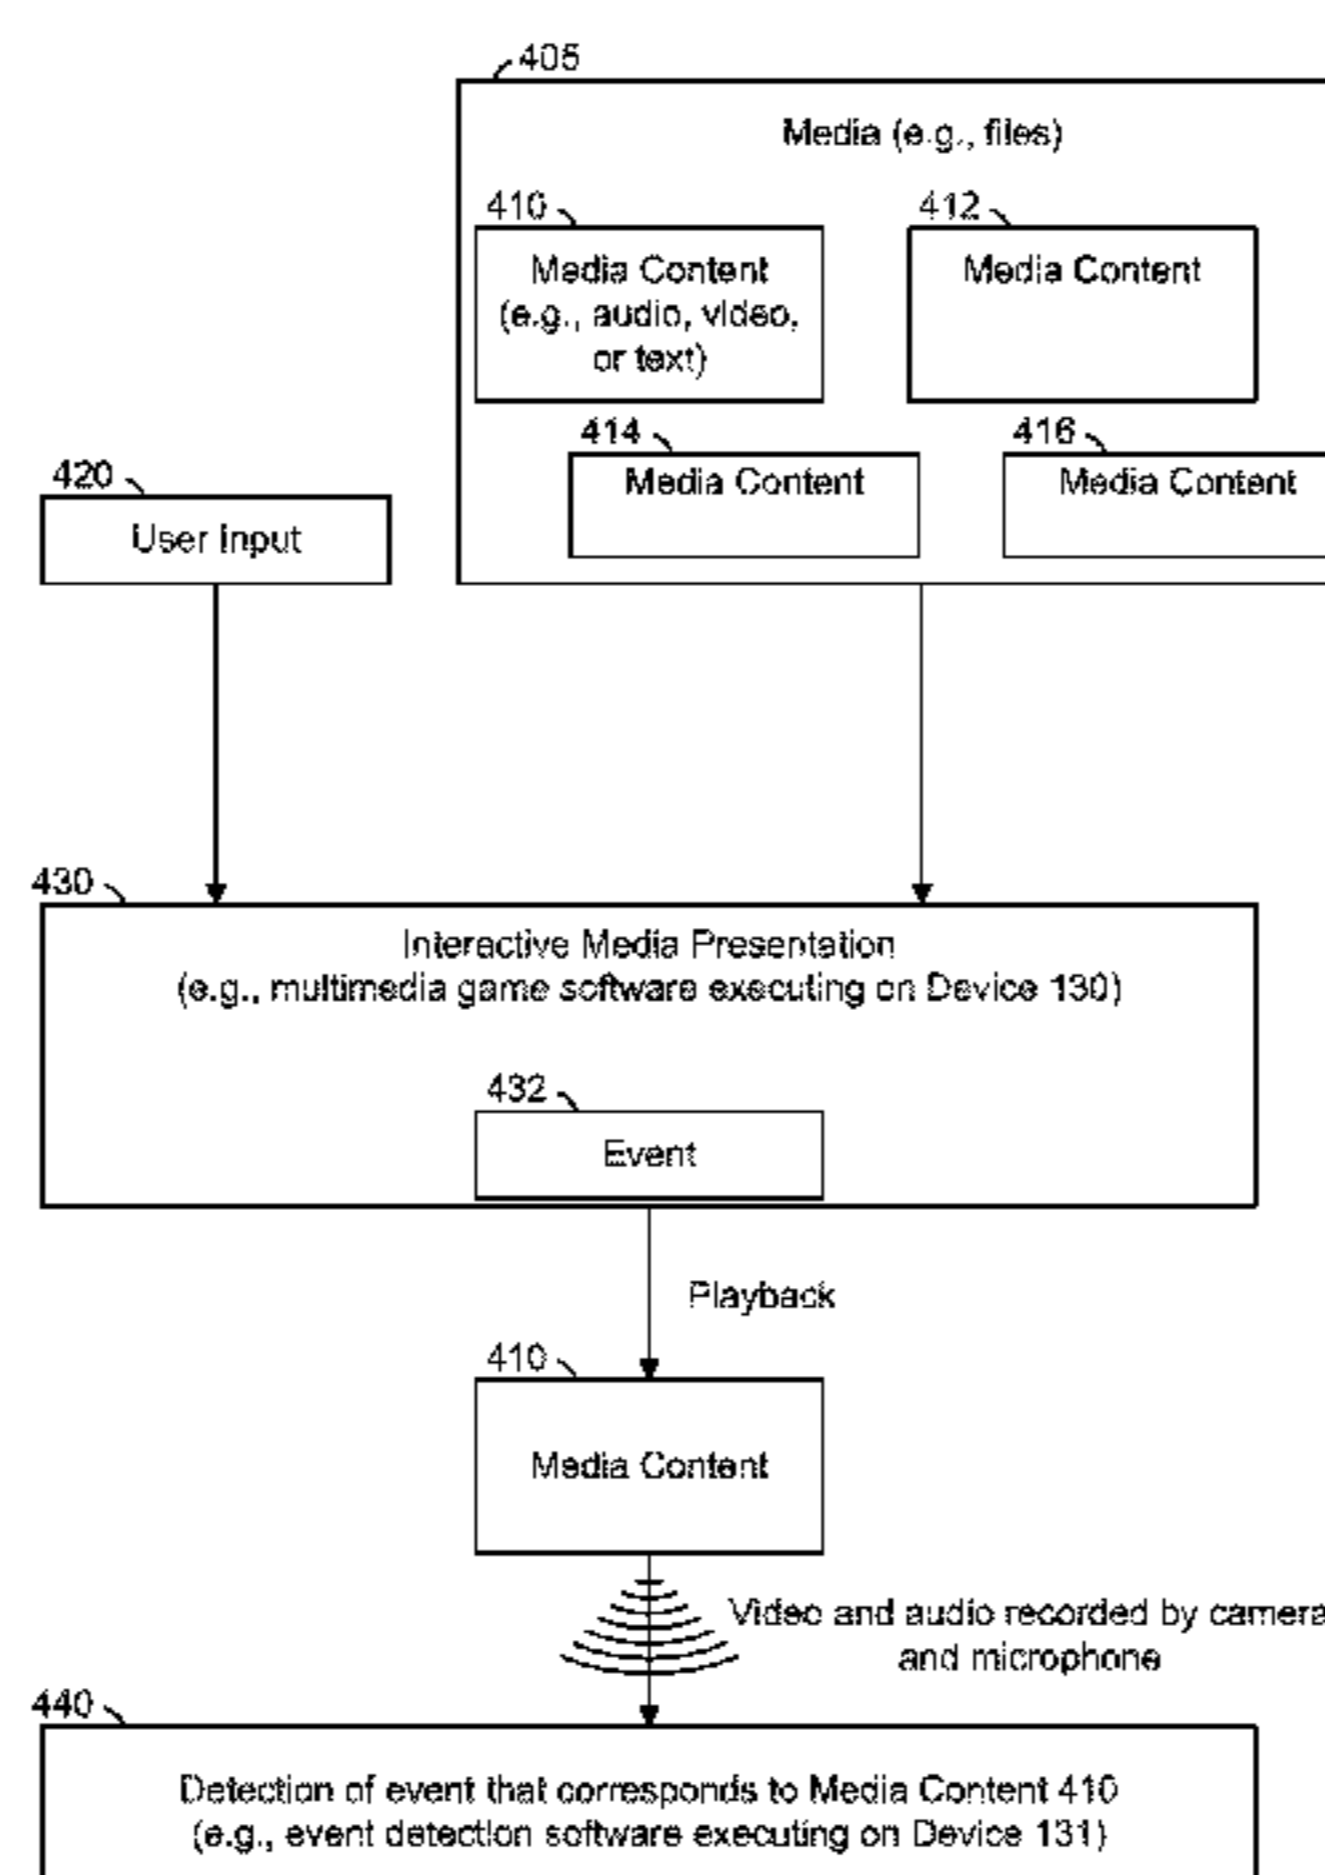 405
Media (e.g., files)
410
412
Media Content
(e.g., audio, video,
or text)
Media Content
414
416
Media Content
Media Content
420
User Input
430
Interactive Media Presentation
(e.g., multimedia game software executing on Device 130)
432
Event
Playback
410
Media Content
Video and audio recorded by camera
and microphone
440
Detection of event that corresponds to Media Content 410
(e.g., event detection software executing on Device 131)